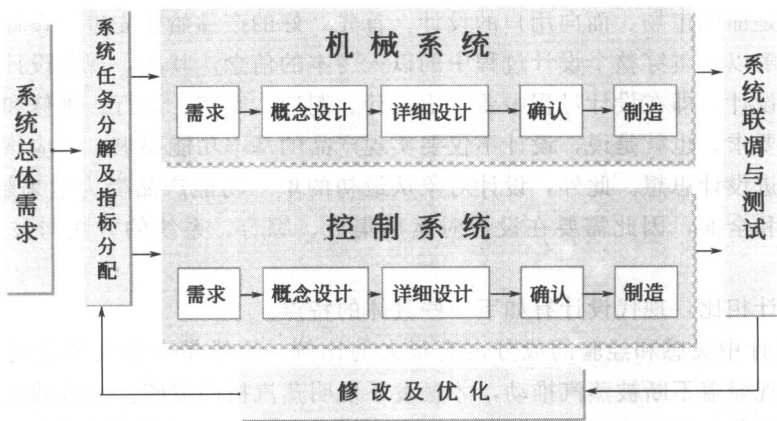 系统总体需求
系统任务分解及指标分配
机械系统
需求 概念设计 详细设计 确认 制造
控制系统
需求 概念设计 详细设计 确认 制造
系统联调与测试
修改及优化